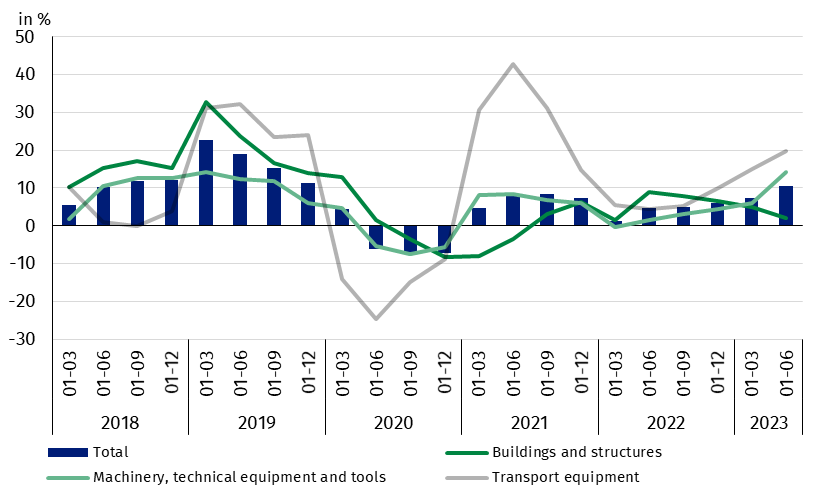 in %
50
40
30
20
10
0
-10
-20
-30
01-03 01-06 01-09 01-12 01-03 01-06 01-09 01-12 01-03 01-06 01-09 01-12 01-03 01-06 01-09 01-12 01-03 01-06 01-09 01-12 01-03 01-06
2018 2019 2020 2021 2022 2023
Total Buildings and structures
Machinery, technical equipment and tools Transport equipment